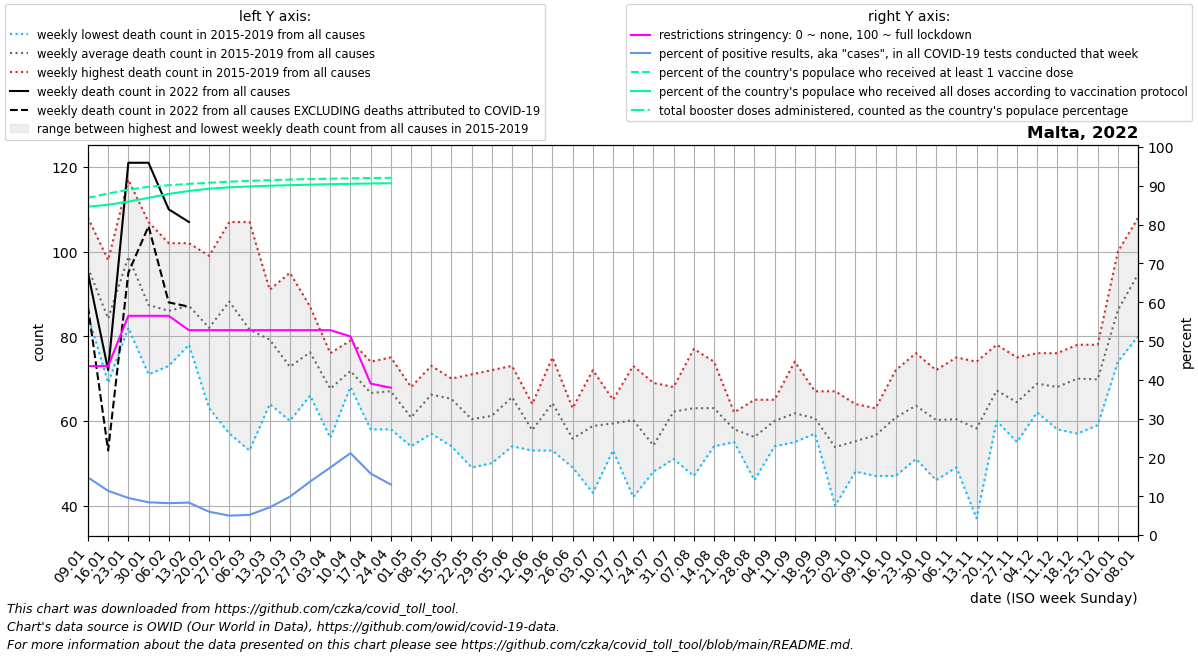 left Y axis:
weekly lowest death count in 2015-2019 from all causes
weekly average death count in 2015-2019 from all causes
weekly highest death count in 2015-2019 from all causes
weekly death count in 2022 from all causes
weekly death count in 2022 from all causes EXCLUDING deaths attributed to COVID-19
range between highest and lowest weekly death count from all causes in 2015-2019
right Y axis:
restrictions stringency: 0 ~ none, 100 ~ full lockdown
percent of positive results, aka "cases", in all COVID-19 tests conducted that week
percent of the country's populace who received at least 1 vaccine dose
percent of the country's populace who received all doses according to vaccination protocol
total booster doses administered, counted as the country's populace percentage
Malta, 2022
120
100
80
60
40
count
100
90
80
70
60
50
40
30
20
10
0
percent
09.01 16.01 23.01 30.01 06.02 13.02 20.02 27.02 06.03 13.03 20.03 27.03 03.04 10.04 17.04 24.04 01.05 08.05 15.05 22.05 29.05 05.06 12.06 19.06 26.06 03.07 10.07 17.07 24.07 31.07 07.08 14.08 21.08 28.08 04.09 11.09 18.09 25.09 02.10 09.10 16.10 23.10 30.10 06.11 13.11 20.11 27.11 04.12 11.12 18.12 25.12 01.01 08.01
date (ISO week Sunday)
This chart was downloaded from https://github.com/czka/covid_toll_tool.
Chart's data source is OWID (Our World in Data), https://github.com/owid/covid-19-data.
For more information about the data presented on this chart please see https://github.com/czka/covid_toll_tool/blob/main/README.md.